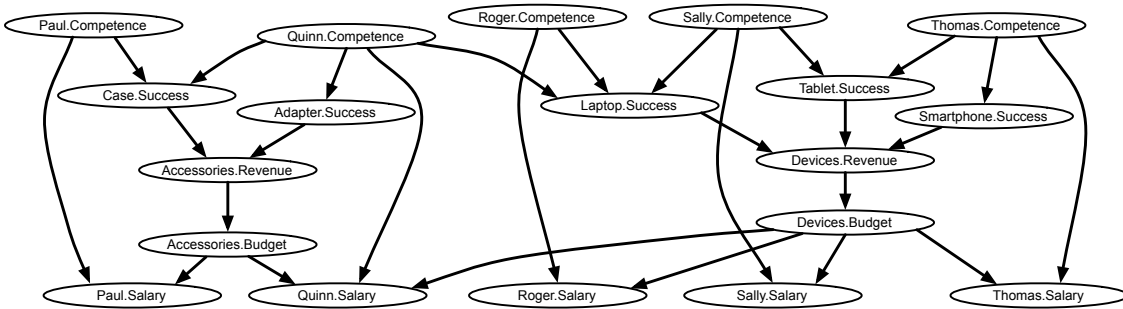 Paul.Competence
Quinn.Competence
Roger.Competence
Sally.Competence
Thomas.Competence
Case.Success
Adapter.Success
Laptop.Success
Tablet.Success
Smartphone.Success
Accessories.Revenue
Devices.Revenue
Accessories.Budget
Devices.Budget
Paul.Salary
Quinn.Salary
Roger.Salary
Sally.Salary
Thomas.Salary